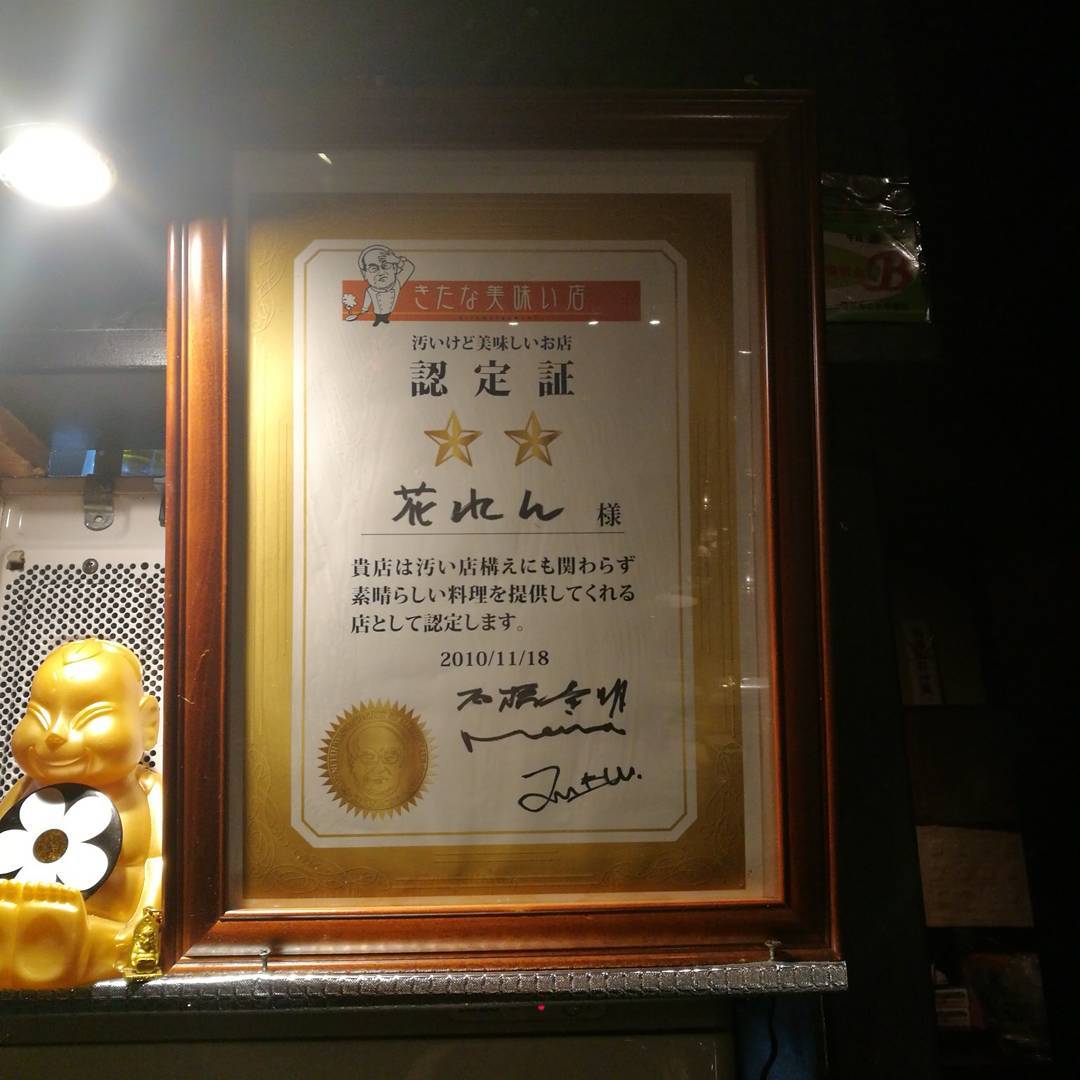 きたな美味い店
汚いけど美味しいお店
認定証
花れん 様
貴店は汚い店構えにも関わらず
素晴らしい料理を提供してくれる
店として認定します。
2010/11/18
B